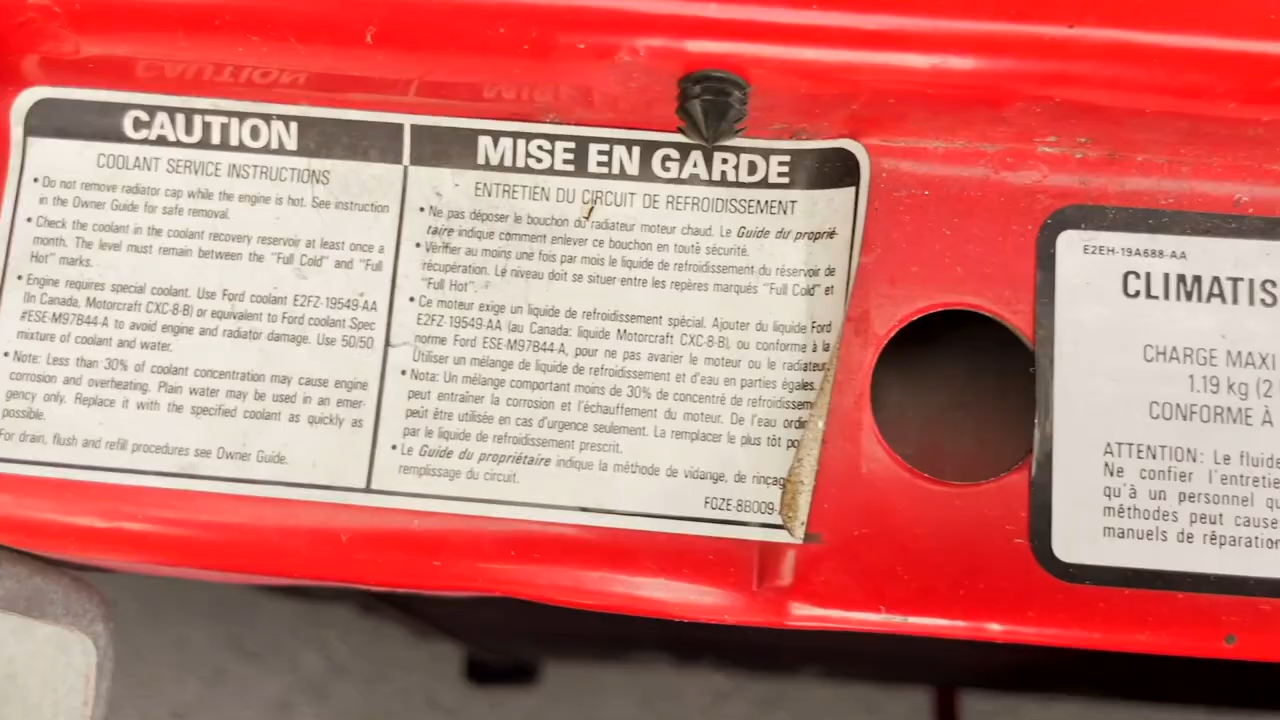 CAUTION
COOLANT SERVICE INSTRUCTIONS
• Do not remove radiator cap while the engine is hot. See instruction
in the Owner Guide for safe removal.
• Check the coolant in the coolant recovery reservoir at least once a
month. The level must remain between the "Full Cold" and "Full
Hot" marks.
• Engine requires special coolant. Use Ford coolant E2FZ-19549-AA
(In Canada, Motorcraft CXC-8-B) or equivalent to Ford coolant Spec
#ESE-M97B44-A to avoid engine and radiator damage. Use 50/50
mixture of coolant and water.
• Note: Less than 30% of coolant concentration may cause engine
corrosion and overheating. Plain water may be used in an emer-
gency only. Replace it with the specified coolant as quickly as
possible.
For drain, flush and refill procedures see Owner Guide.
MISE EN GARDE
ENTRETIEN DU CIRCUIT DE REFROIDISSEMENT
• Ne pas déposer le bouchon du radiateur moteur chaud. Le Guide du proprié-
taire indique comment enlever ce bouchon en toute sécurité.
• Vérifier au moins une fois par mois le liquide de refroidissement du réservoir de
récupération. Le niveau doit se situer entre les repères marqués "Full Cold" et
"Full Hot".
• Ce moteur exige un liquide de refroidissement spécial. Ajouter du liquide Ford
E2FZ-19549-AA (au Canada: liquide Motorcraft CXC-8-B), ou conforme à la
norme Ford ESE-M97B44-A, pour ne pas avarier le moteur ou le radiateur.
Utiliser un mélange de liquide de refroidissement et d'eau en parties égales.
• Nota: Un mélange comportant moins de 30% de concentré de refroidissem
peut entraîner la corrosion et l'échauffement du moteur. De l'eau ordin
peût être utilisée en cas d'urgence seulement. La remplacer le plus tôt po
par le liquide de refroidissement prescrit.
• Le Guide du propriétaire indique la méthode de vidange, de rinçag
remplissage du circuit.
F0ZE-8B009-
E2EH-19A688-AA
CLIMATIS
CHARGE MAXI
1.19 kg (2
CONFORME À
ATTENTION: Le fluide
Ne confier l'entretie
qu'à un personnel qu
méthodes peut cause
manuels de réparation